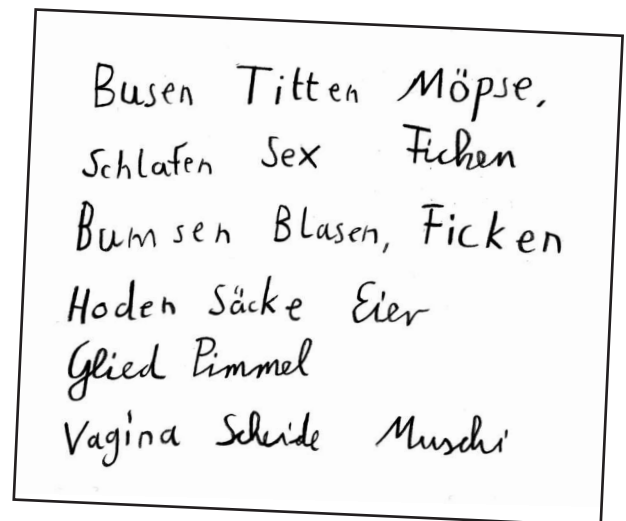 Busen Titten Möpse,
Schlafen Sex Ficken
Bumsen Blasen, Ficken
Hoden Säcke Eier
Glied Pimmel
Vagina Scheide Muschi